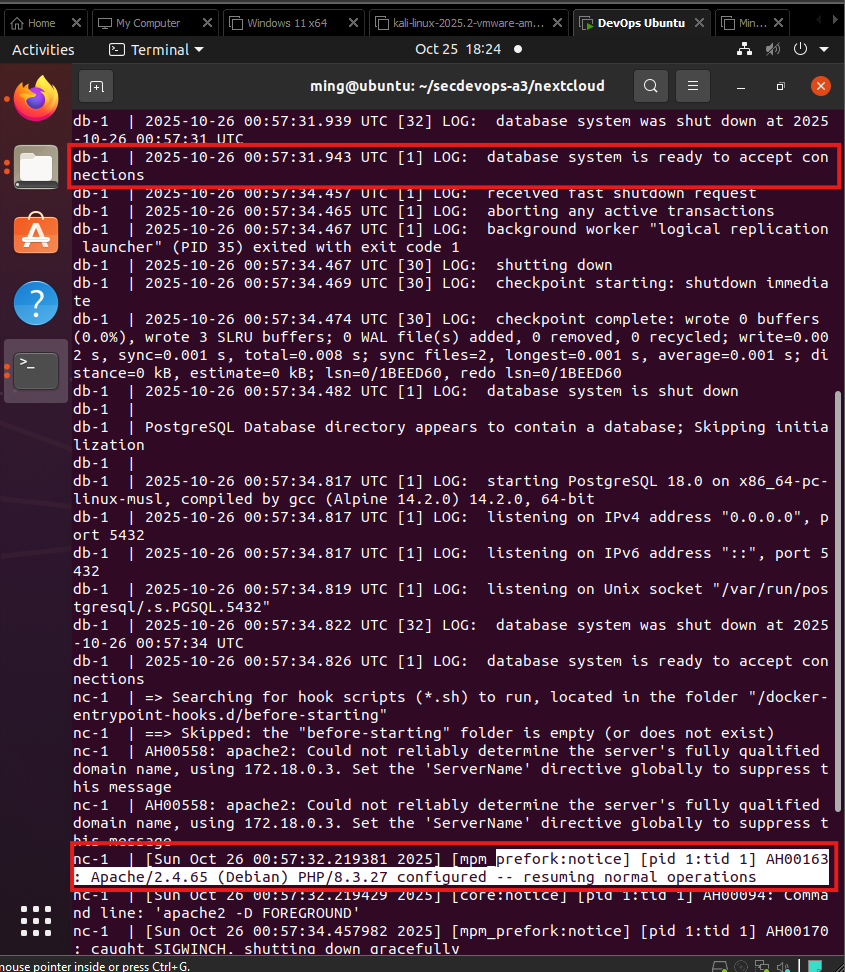 Home
My Computer
Windows 11 x64
kali-linux-2025.2-vmware-am...
DevOps Ubuntu
Min...
Activities
Terminal
Oct 25  18:24
ming@ubuntu: ~/secdevops-a3/nextcloud
db-1  | 2025-10-26 00:57:31.939 UTC [32] LOG:  database system was shut down at 2025
-10-26 00:57:31 UTC
db-1  | 2025-10-26 00:57:31.943 UTC [1] LOG:  database system is ready to accept con
nections
db-1  | 2025-10-26 00:57:34.457 UTC [1] LOG:  received fast shutdown request
db-1  | 2025-10-26 00:57:34.465 UTC [1] LOG:  aborting any active transactions
db-1  | 2025-10-26 00:57:34.467 UTC [1] LOG:  background worker "logical replication
 launcher" (PID 35) exited with exit code 1
db-1  | 2025-10-26 00:57:34.467 UTC [30] LOG:  shutting down
db-1  | 2025-10-26 00:57:34.469 UTC [30] LOG:  checkpoint starting: shutdown immedia
te
db-1  | 2025-10-26 00:57:34.474 UTC [30] LOG:  checkpoint complete: wrote 0 buffers
(0.0%), wrote 3 SLRU buffers; 0 WAL file(s) added, 0 removed, 0 recycled; write=0.00
2 s, sync=0.001 s, total=0.008 s; sync files=2, longest=0.001 s, average=0.001 s; di
stance=0 kB, estimate=0 kB; lsn=0/1BEED60, redo lsn=0/1BEED60
db-1  | 2025-10-26 00:57:34.482 UTC [1] LOG:  database system is shut down
db-1  |
db-1  | PostgreSQL Database directory appears to contain a database; Skipping initia
lization
db-1  |
db-1  | 2025-10-26 00:57:34.817 UTC [1] LOG:  starting PostgreSQL 18.0 on x86_64-pc-
linux-musl, compiled by gcc (Alpine 14.2.0) 14.2.0, 64-bit
db-1  | 2025-10-26 00:57:34.817 UTC [1] LOG:  listening on IPv4 address "0.0.0.0", p
ort 5432
db-1  | 2025-10-26 00:57:34.817 UTC [1] LOG:  listening on IPv6 address "::", port 5
432
db-1  | 2025-10-26 00:57:34.819 UTC [1] LOG:  listening on Unix socket "/var/run/pos
tgresql/.s.PGSQL.5432"
db-1  | 2025-10-26 00:57:34.822 UTC [32] LOG:  database system was shut down at 2025
-10-26 00:57:34 UTC
db-1  | 2025-10-26 00:57:34.826 UTC [1] LOG:  database system is ready to accept con
nections
nc-1  | => Searching for hook scripts (*.sh) to run, located in the folder "/docker-
entrypoint-hooks.d/before-starting"
nc-1  | ==> Skipped: the "before-starting" folder is empty (or does not exist)
nc-1  | AH00558: apache2: Could not reliably determine the server's fully qualified
domain name, using 172.18.0.3. Set the 'ServerName' directive globally to suppress t
his message
nc-1  | AH00558: apache2: Could not reliably determine the server's fully qualified
domain name, using 172.18.0.3. Set the 'ServerName' directive globally to suppress t
his message
nc-1  | [Sun Oct 26 00:57:32.219381 2025] [mpm_prefork:notice] [pid 1:tid 1] AH00163
: Apache/2.4.65 (Debian) PHP/8.3.27 configured -- resuming normal operations
nc-1  | [Sun Oct 26 00:57:32.219429 2025] [core:notice] [pid 1:tid 1] AH00094: Comma
nd line: 'apache2 -D FOREGROUND'
nc-1  | [Sun Oct 26 00:57:34.457982 2025] [mpm_prefork:notice] [pid 1:tid 1] AH00170
: caught SIGWINCH, shutting down gracefully
mouse pointer inside or press Ctrl+G.